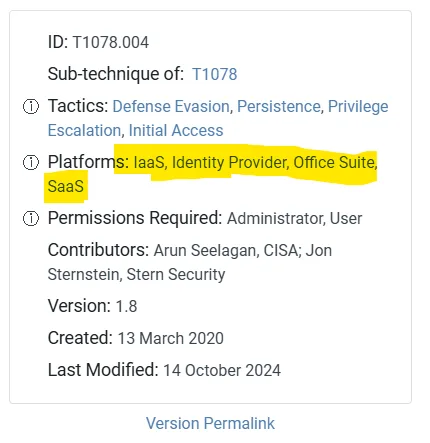 ID: T1078.004
Sub-technique of: T1078
Tactics: Defense Evasion, Persistence, Privilege
Escalation, Initial Access
Platforms: IaaS, Identity Provider, Office Suite,
SaaS
Permissions Required: Administrator, User
Contributors: Arun Seelagan, CISA; Jon
Sternstein, Stern Security
Version: 1.8
Created: 13 March 2020
Last Modified: 14 October 2024
Version Permalink